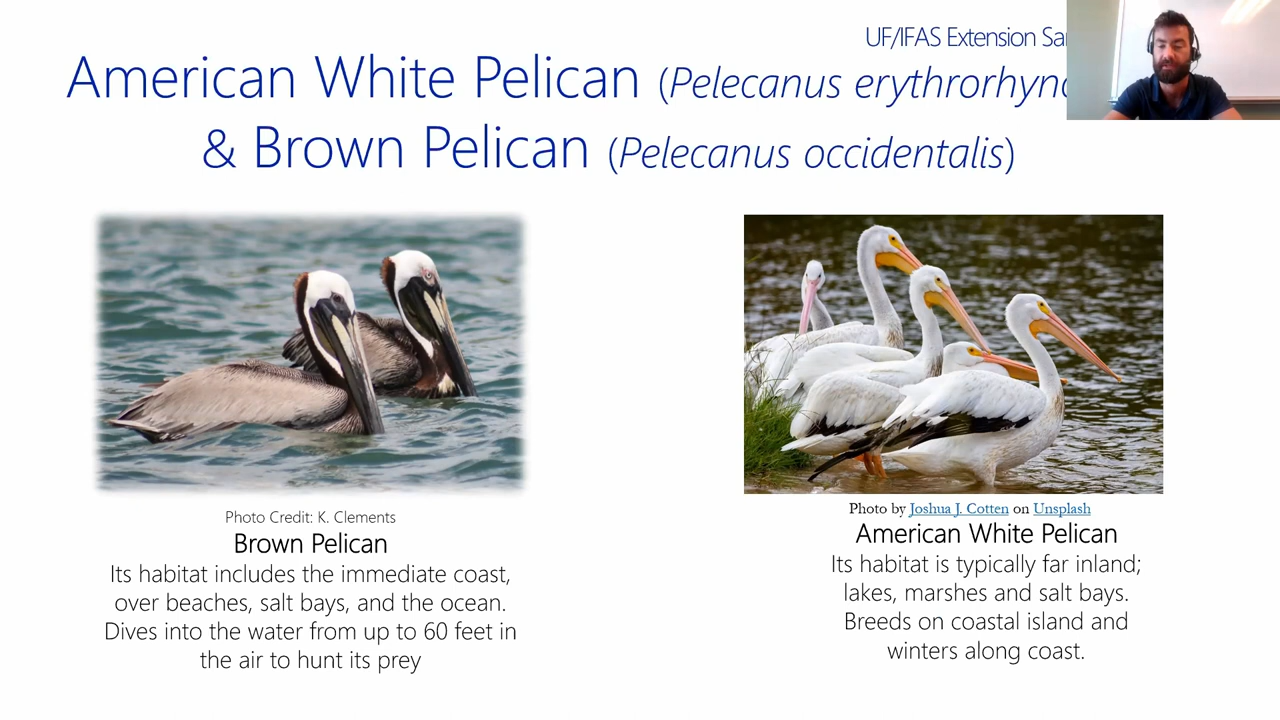 UF/IFAS Extension
American White Pelican (Pelecanus
& Brown Pelican (Pelecanus occidentalis)
Photo Credit: K. Clements
Brown Pelican
Its habitat includes the immediate coast,
over beaches, salt bays, and the ocean.
Dives into the water from up to 60 feet in
the air to hunt its prey
Photo by Joshua J. Cotten on Unsplash
American White Pelican
Its habitat is typically far inland;
lakes, marshes and salt bays.
Breeds on coastal island and
winters along coast.